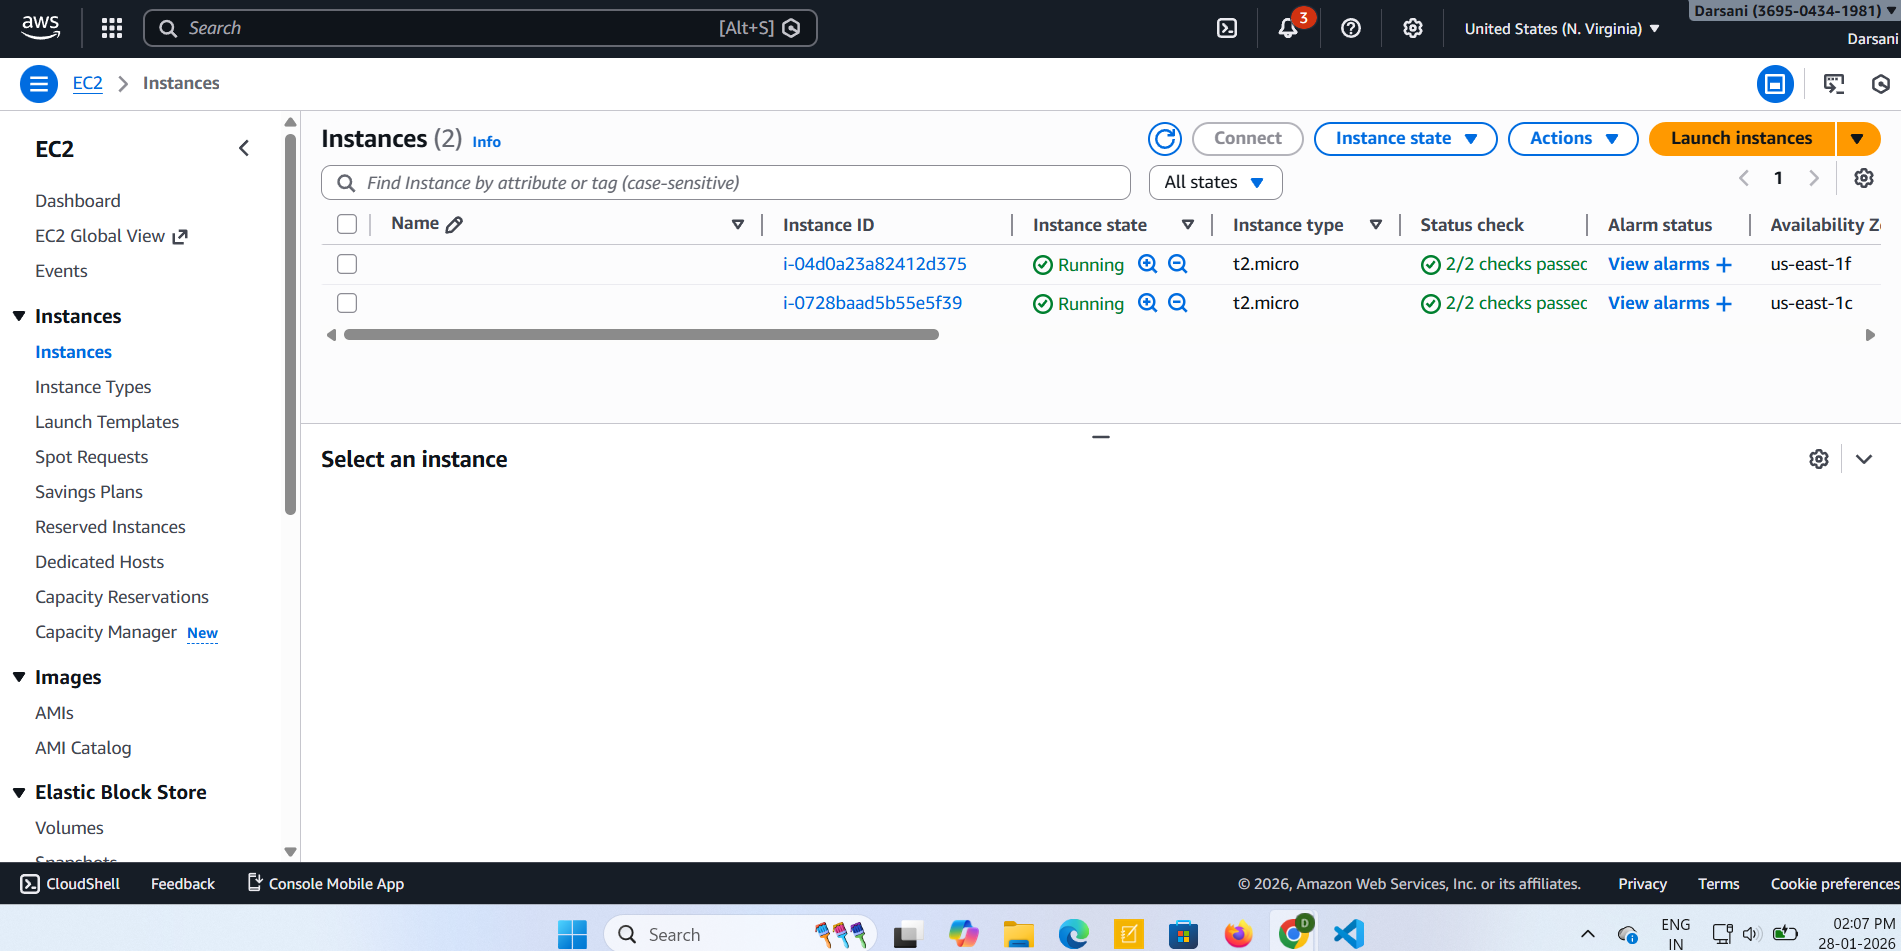 aws
Search [Alt+S]
3
United States (N. Virginia)
Darsani (3695-0434-1981)
Darsani
EC2 Instances
EC2
Dashboard
EC2 Global View
Events
Instances
Instances
Instance Types
Launch Templates
Spot Requests
Savings Plans
Reserved Instances
Dedicated Hosts
Capacity Reservations
Capacity Manager New
Images
AMIs
AMI Catalog
Elastic Block Store
Volumes
Snapshots
Instances (2) Info
Connect
Instance state
Actions
Launch instances
Find Instance by attribute or tag (case-sensitive)
All states
1
Name Instance ID Instance state Instance type Status check Alarm status Availability Z
i-04d0a23a82412d375 Running t2.micro 2/2 checks passed View alarms + us-east-1f
i-0728baad5b55e5f39 Running t2.micro 2/2 checks passed View alarms + us-east-1c
Select an instance
CloudShell Feedback Console Mobile App © 2026, Amazon Web Services, Inc. or its affiliates. Privacy Terms Cookie preferences
Search
D
ENG
IN
02:07 PM
28-01-2026